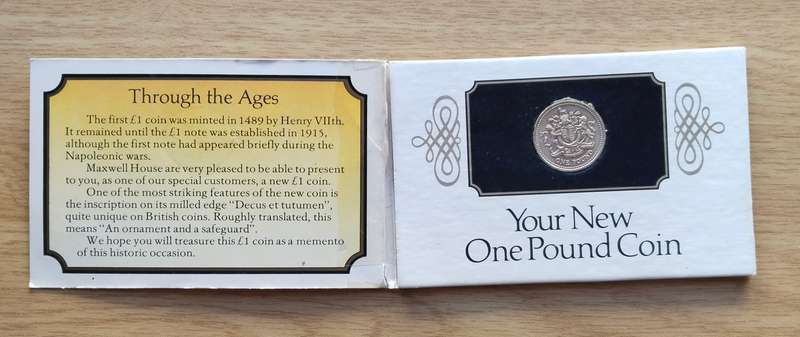 Through the Ages
The first £1 coin was minted in 1489 by Henry VIIth.
It remained until the £1 note was established in 1915,
although the first note had appeared briefly during the
Napoleonic wars.
Maxwell House are very pleased to be able to present
to you, as one of our special customers, a new £1 coin.
One of the most striking features of the new coin is
the inscription on its milled edge "Decus et tutumen",
quite unique on British coins. Roughly translated, this
means "An ornament and a safeguard".
We hope you will treasure this £1 coin as a memento
of this historic occasion.
ONE POUND
Your New
One Pound Coin